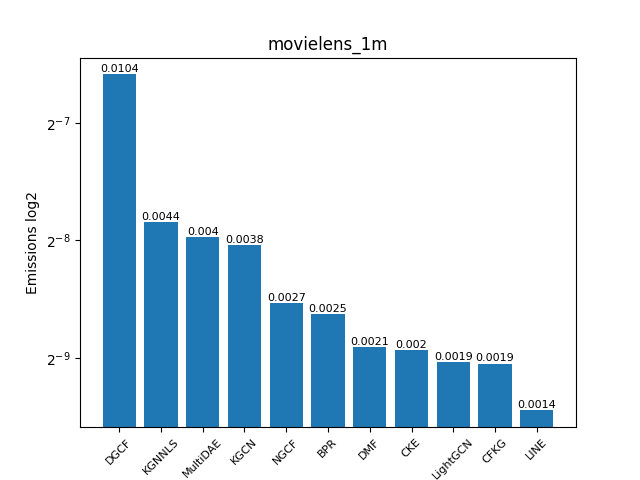 movielens_1m
Emissions log2
2⁻⁷
2⁻⁸
2⁻⁹
0.0104
0.0044
0.004
0.0038
0.0027
0.0025
0.0021
0.002
0.0019
0.0019
0.0014
DGCF
KGNNLS
MultiDAE
KGCN
NGCF
BPR
DMF
CKE
LightGCN
CFKG
LINE